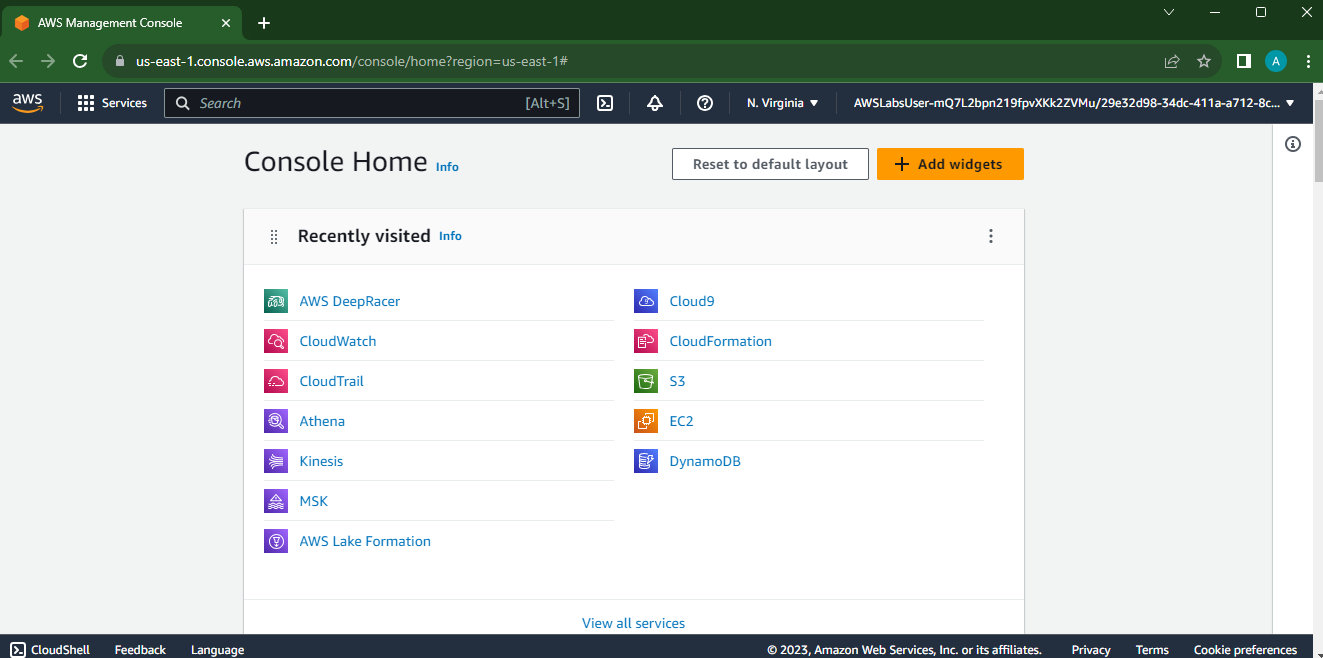 AWS Management Console
us-east-1.console.aws.amazon.com/console/home?region=us-east-1#
A
aws Services Search [Alt+S] N. Virginia AWSLabsUser-mQ7L2bpn219fpvXKk2ZVMu/29e32d98-34dc-411a-a712-8c...
Console Home Info Reset to default layout Add widgets
Recently visited Info
AWS DeepRacer
CloudWatch
CloudTrail
Athena
Kinesis
MSK
AWS Lake Formation
Cloud9
CloudFormation
S3
EC2
DynamoDB
View all services
CloudShell Feedback Language © 2023, Amazon Web Services, Inc. or its affiliates. Privacy Terms Cookie preferences